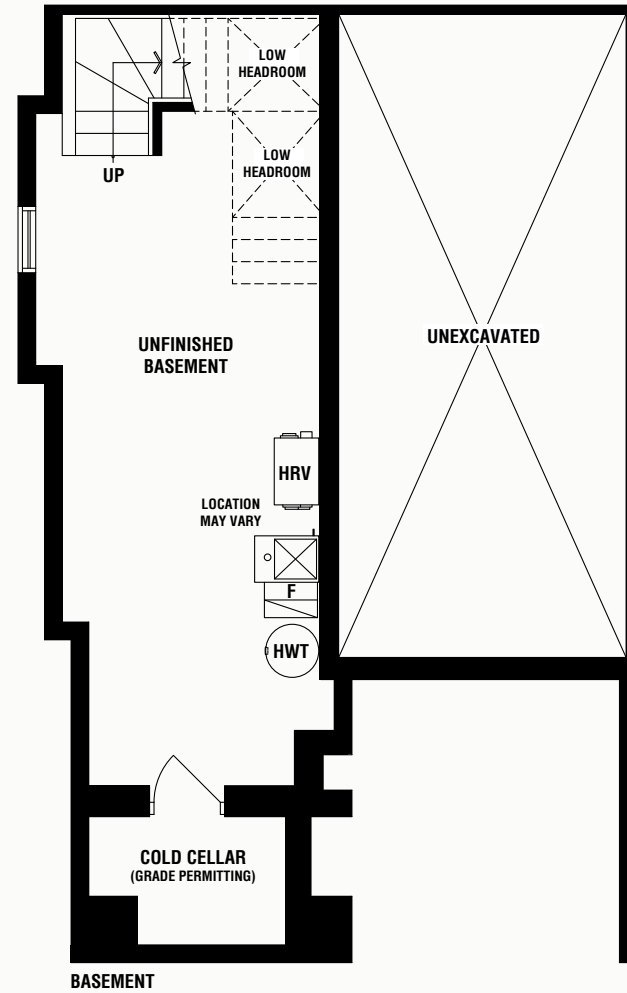 LOW
HEADROOM
LOW
HEADROOM
UP
UNFINISHED
BASEMENT
UNEXCAVATED
HRV
LOCATION
MAY VARY
F
HWT
COLD CELLAR
(GRADE PERMITTING)
BASEMENT